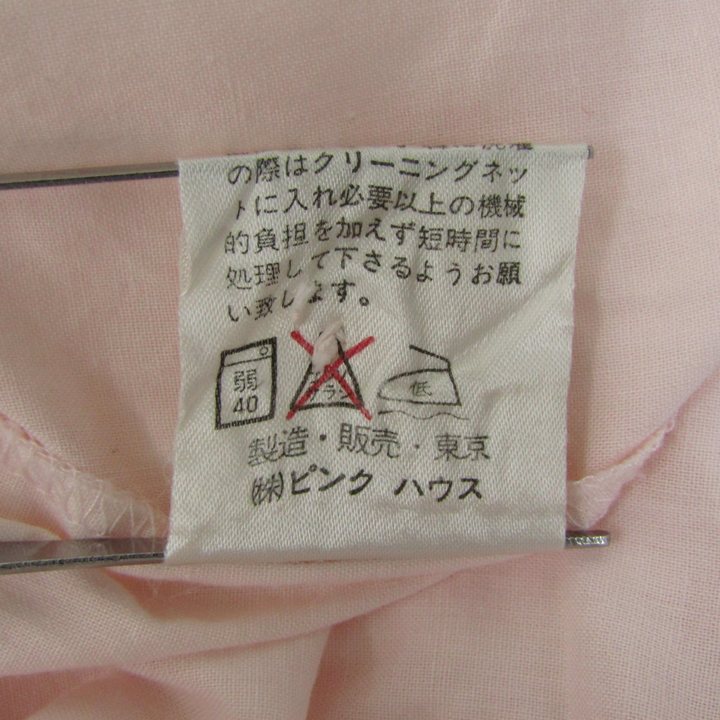 の際はクリーニングネッ
トに入れ必要以上の機械
的負担を加えず短時間に
処理して下さるようお願
い致します。
弱
40
サラシ
低
製造・販売・東京
㈱ピンク ハウス